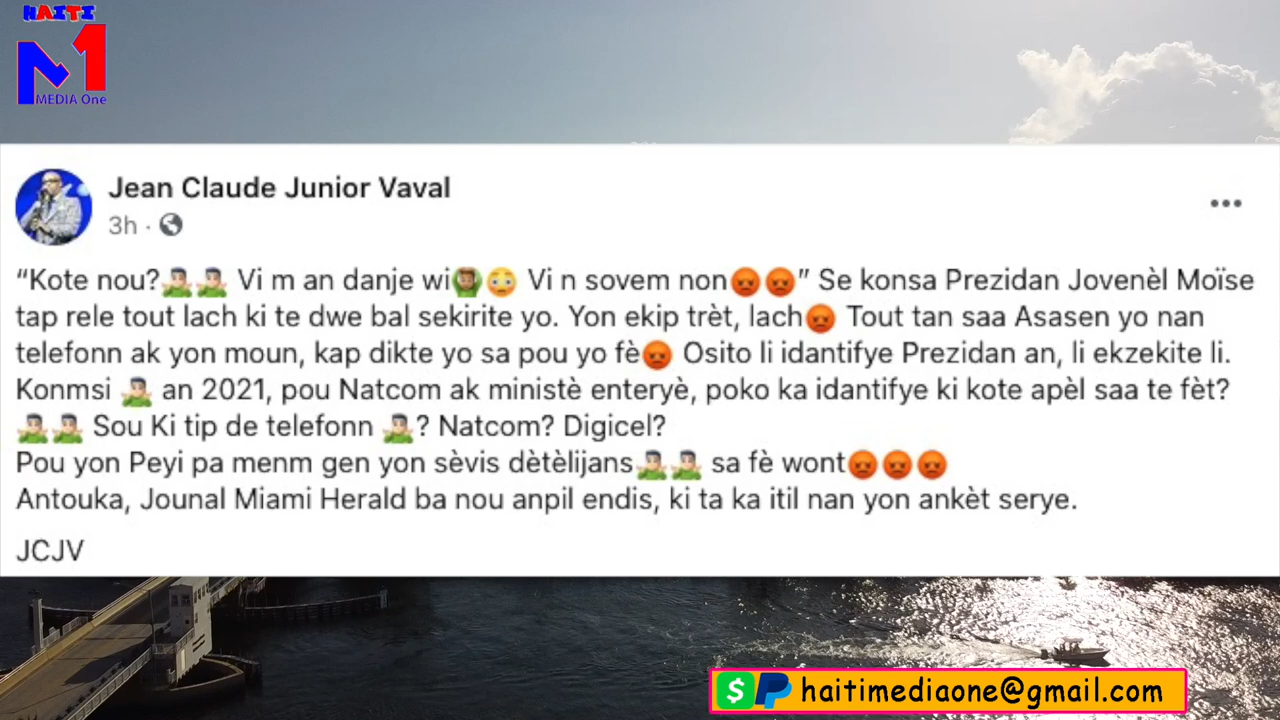 HAITI
M1
MEDIA One
Jean Claude Junior Vaval
3h ·
“Kote nou?🤷🏻‍♂️🤷🏻‍♂️ Vi m an danje wi🙆🏽‍♂️😳 Vi n sovem non😡😡” Se konsa Prezidan Jovenèl Moïse
tap rele tout lach ki te dwe bal sekirite yo. Yon ekip trèt, lach😡 Tout tan saa Asasen yo nan
telefonn ak yon moun, kap dikte yo sa pou yo fè😡 Osito li idantifye Prezidan an, li ekzekite li.
Konmsi 🤷🏻‍♂️ an 2021, pou Natcom ak ministè enteryè, poko ka idantifye ki kote apèl saa te fèt?
🤷🏻‍♂️🤷🏻‍♂️ Sou Ki tip de telefonn 🤷🏻‍♂️? Natcom? Digicel?
Pou yon Peyi pa menm gen yon sèvis dètèlijans🤷🏻‍♂️🤷🏻‍♂️ sa fè wont😡😡😡
Antouka, Jounal Miami Herald ba nou anpil endis, ki ta ka itil nan yon ankèt serye.
JCJV
haitimediaone@gmail.com